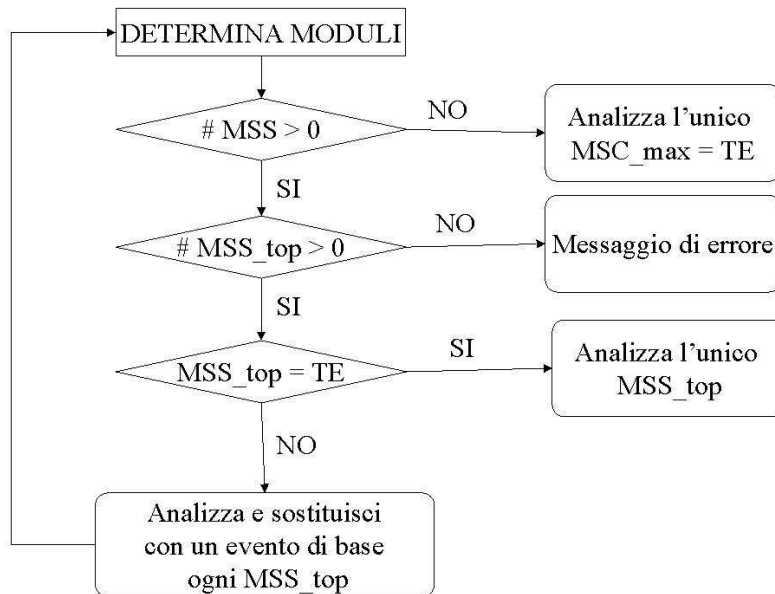 DETERMINA MODULI
# MSS > 0
NO
Analizza l'unico
MSC_max = TE
SI
# MSS_top > 0
NO
Messaggio di errore
SI
MSS_top = TE
SI
Analizza l'unico
MSS_top
NO
Analizza e sostituisci
con un evento di base
ogni MSS_top